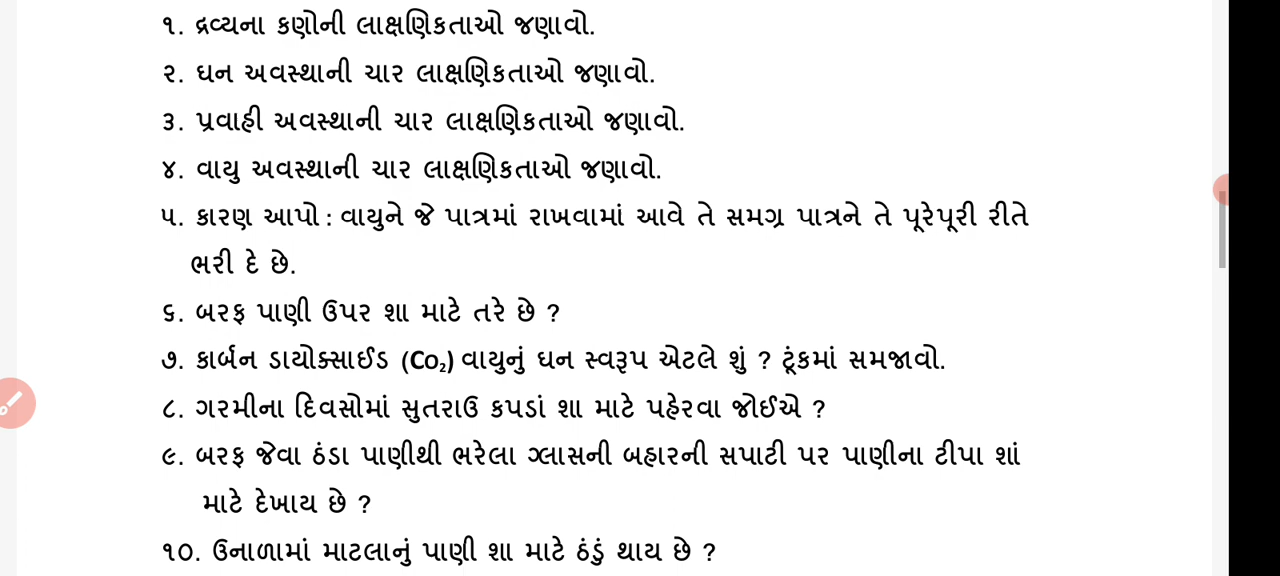 ૧. દ્રવ્યના કણોની લાક્ષણિકતાઓ જણાવો.
૨. ઘન અવસ્થાની ચાર લાક્ષણિકતાઓ જણાવો.
૩. પ્રવાહી અવસ્થાની ચાર લાક્ષણિકતાઓ જણાવો.
૪. વાયુ અવસ્થાની ચાર લાક્ષણિકતાઓ જણાવો.
૫. કારણ આપો : વાયુને જે પાત્રમાં રાખવામાં આવે તે સમગ્ર પાત્રને તે પૂરેપૂરી રીતે
ભરી દે છે.
૬. બરફ પાણી ઉપર શા માટે તરે છે ?
૭. કાર્બન ડાયોક્સાઈડ (Co₂) વાયુનું ઘન સ્વરૂપ એટલે શું ? ટૂંકમાં સમજાવો.
૮. ગરમીના દિવસોમાં સુતરાઉ કપડાં શા માટે પહેરવા જોઈએ ?
૯. બરફ જેવા ઠંડા પાણીથી ભરેલા ગ્લાસની બહારની સપાટી પર પાણીના ટીપા શાં
માટે દેખાય છે ?
૧૦. ઉનાળામાં માટલાનું પાણી શા માટે ઠંડું થાય છે ?